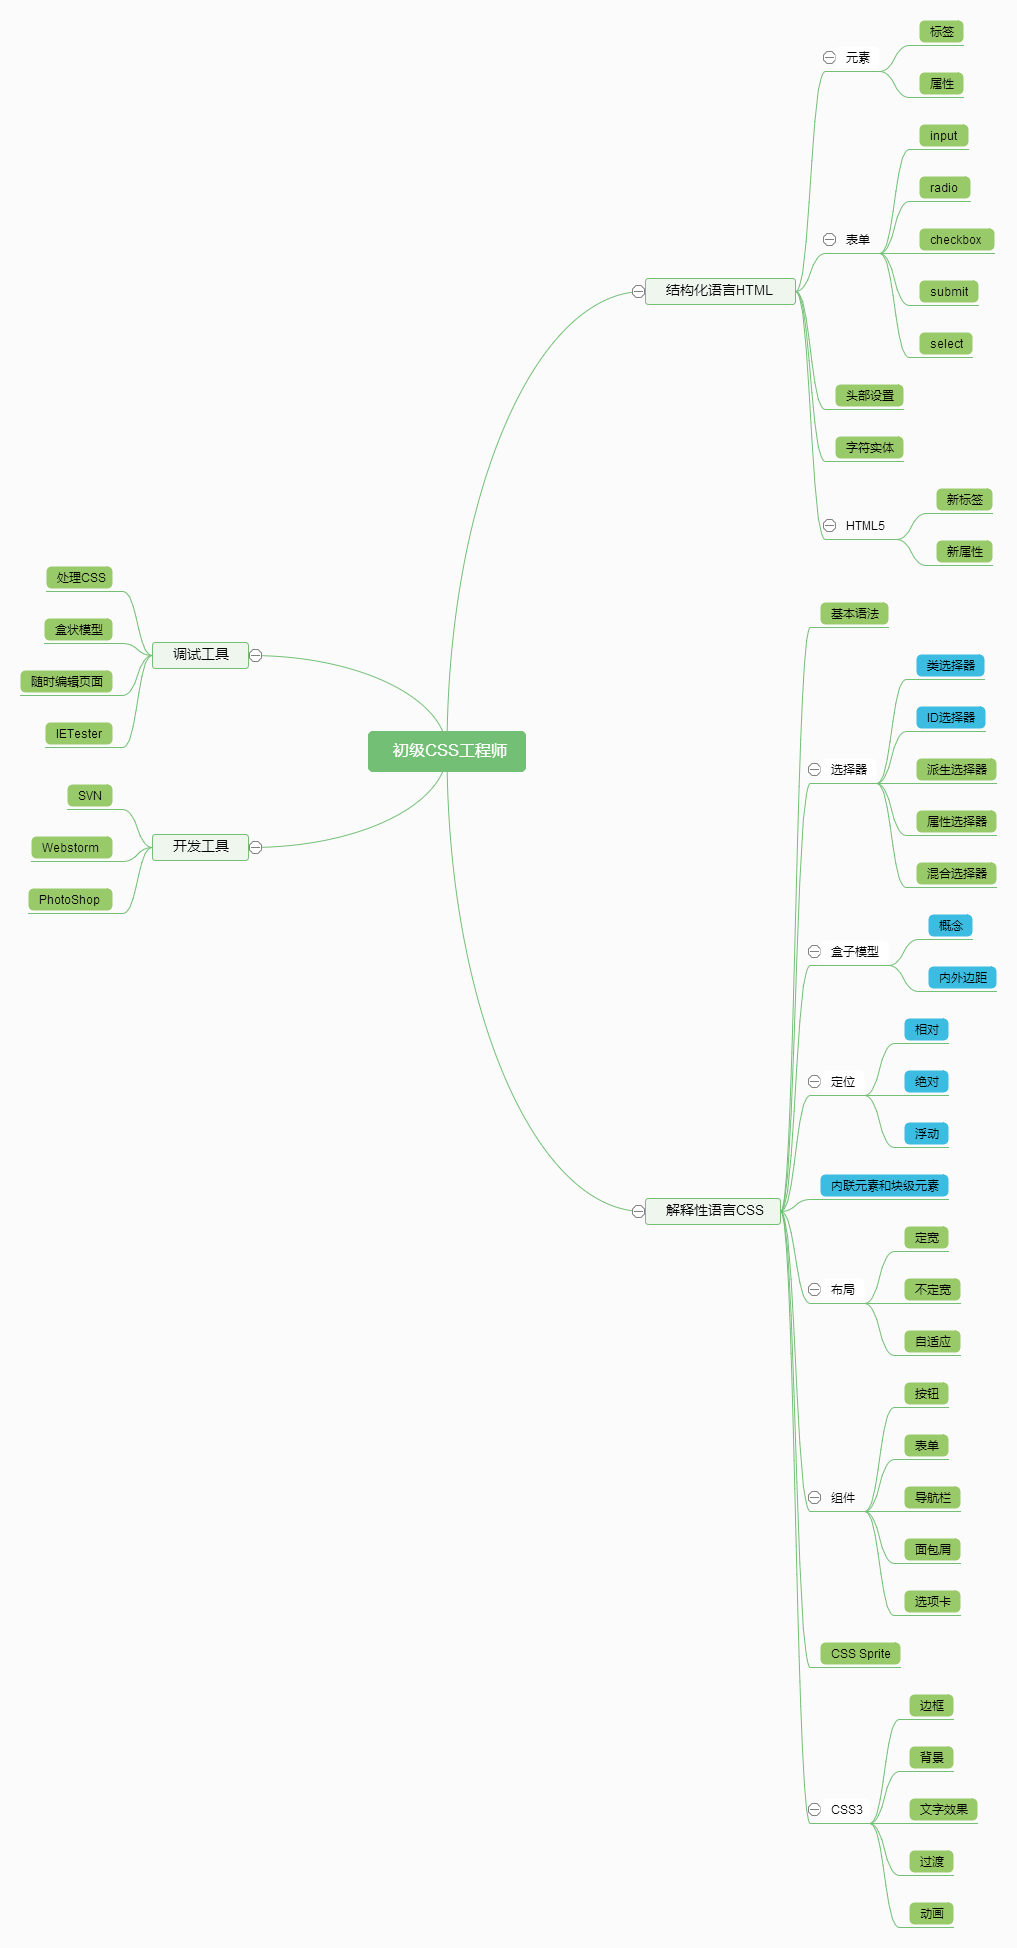 初级CSS工程师
结构化语言HTML
元素
标签
属性
表单
input
radio
checkbox
submit
select
头部设置
字符实体
HTML5
新标签
新属性
解释性语言CSS
基本语法
选择器
类选择器
ID选择器
派生选择器
属性选择器
混合选择器
盒子模型
概念
内外边距
定位
相对
绝对
浮动
内联元素和块级元素
布局
定宽
不定宽
自适应
组件
按钮
表单
导航栏
面包屑
选项卡
CSS Sprite
CSS3
边框
背景
文字效果
过渡
动画
调试工具
处理CSS
盒状模型
随时编辑页面
IETester
开发工具
SVN
Webstorm
PhotoShop